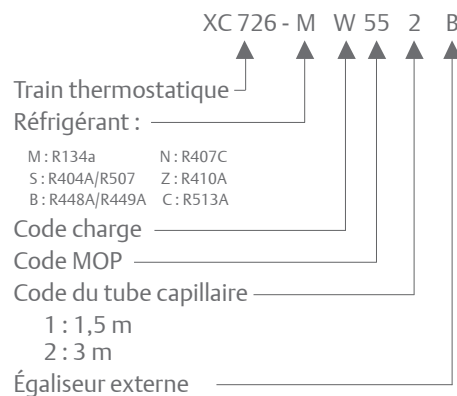 XC 726 - M W 55 2 B
Train thermostatique
Réfrigérant :
M : R134a N : R407C
S : R404A/R507 Z : R410A
B : R448A/R449A C : R513A
Code charge
Code MOP
Code du tube capillaire
1 : 1,5 m
2 : 3 m
Égaliseur externe